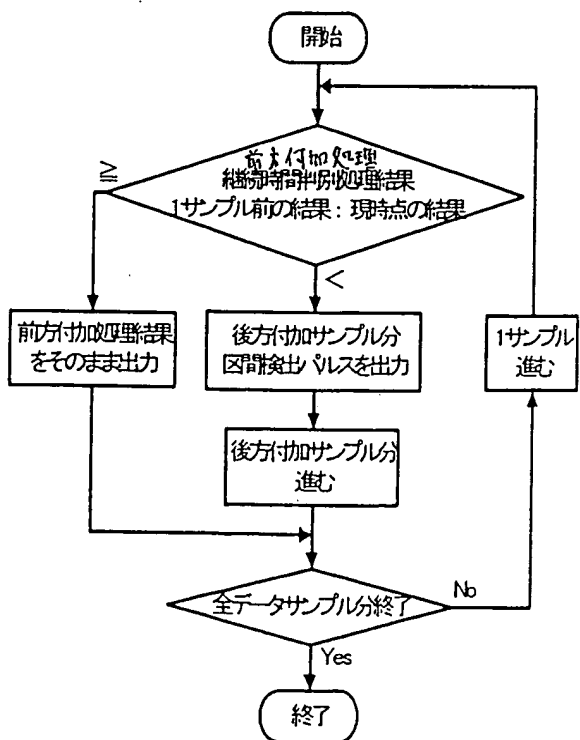 開始
前方付加処理
継続時間判別処理結果
1サンプル前の結果：現時点の結果
≧
<
前方付加処理結果
をそのまま出力
後方付加サンプル分
区間検出パルスを出力
1サンプル
進む
後方付加サンプル分
進む
全データサンプル分終了
No
Yes
終了